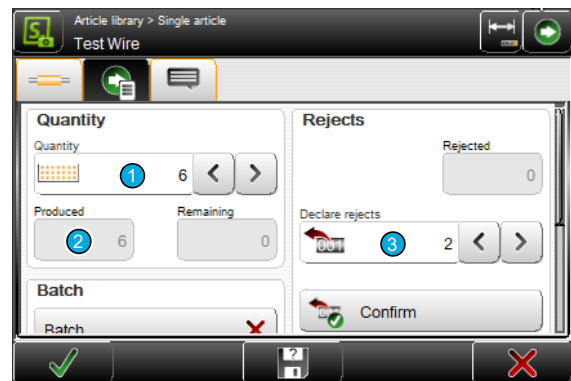 Article library > Single article
Test Wire
Quantity
Quantity
1
6
Produced
Remaining
2
6
0
Batch
Batch
Rejects
Rejected
0
Declare rejects
001
3
2
Confirm
?